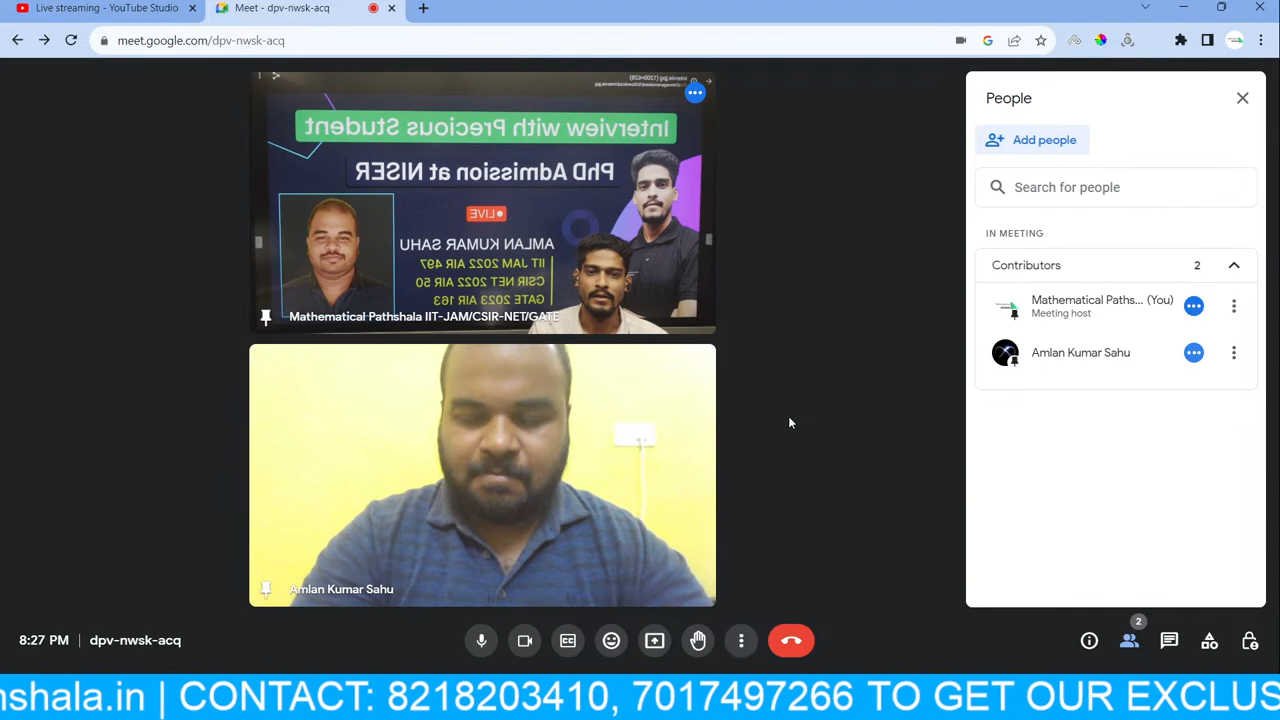 Live streaming - YouTube Studio
Meet - dpv-nwsk-acq
meet.google.com/dpv-nwsk-acq
Interview with Precious Student
PhD Admission at NISER
LIVE
AMLAN KUMAR SAHU
IIT JAM 2022 AIR 497
CSIR NET 2022 AIR 50
GATE 2023 AIR 163
Mathematical Pathshala IIT-JAM/CSIR-NET/GATE
Amlan Kumar Sahu
People
Add people
Search for people
IN MEETING
Contributors 2
Mathematical Paths... (You)
Meeting host
Amlan Kumar Sahu
8:27 PM | dpv-nwsk-acq
2
nshala.in | CONTACT: 8218203410, 7017497266 TO GET OUR EXCLUS